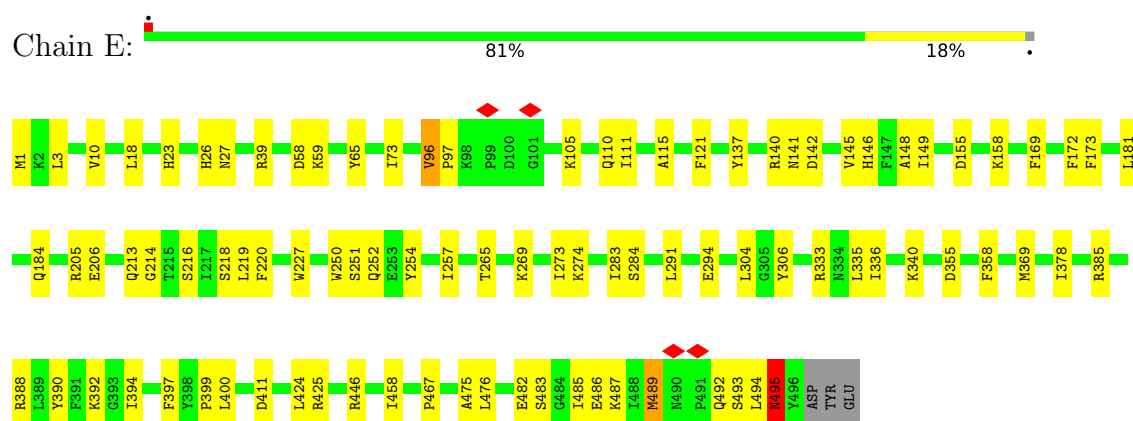 Chain E:
81%
18%
M1 K2 L3 V10 L18 H23 H26 N27 R39 D58 K59 Y65 I73 V96 P97 K98 P99 D100 G101 K105 Q110 I111 A115 F121 Y137 R140 N141 D142 V145 H146 F147 A148 I149 D155 K158 F169 F172 F173 L181
Q184 R205 E206 Q213 G214 T215 S216 I217 S218 L219 F220 W227 W250 S251 Q252 E253 Y254 I257 T265 K269 I273 K274 I283 S284 L291 E294 L304 G305 Y306 R333 N334 L335 I336 K340 D355 F358 M369 I378 R385
R388 L389 Y390 F391 K392 G393 I394 F397 Y398 P399 L400 D411 L424 R425 R446 I458 P467 A475 L476 E482 S483 G484 I485 E486 K487 I488 M489 N490 P491 Q492 S493 L494 N495 Y496 ASP TYR GLU